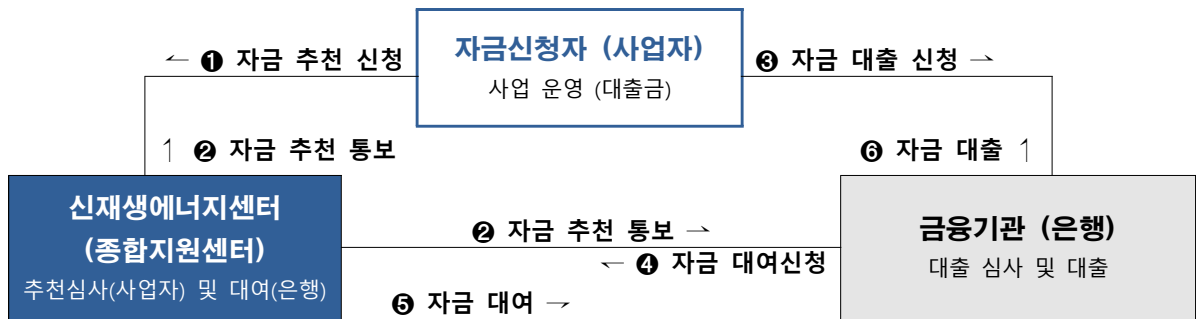 자금신청자 (사업자)
사업 운영 (대출금)
← ❶ 자금 추천 신청
❸ 자금 대출 신청 →
↿ ❷ 자금 추천 통보
❻ 자금 대출 ↿
신재생에너지센터
(종합지원센터)
추천심사(사업자) 및 대여(은행)
❷ 자금 추천 통보 →
← ❹ 자금 대여신청
❺ 자금 대여 →
금융기관 (은행)
대출 심사 및 대출